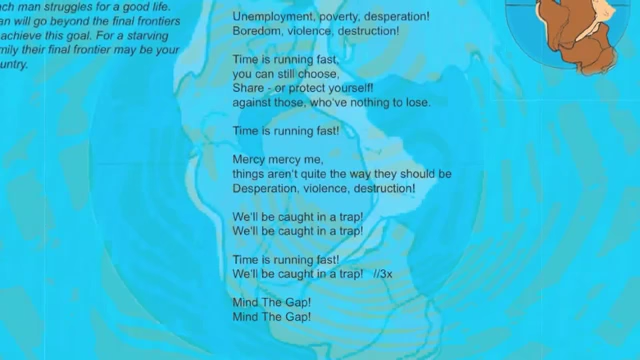 ch man struggles for a good life.
an will go beyond the final frontiers
achieve this goal. For a starving
mily their final frontier may be your
untry.
Unemployment, poverty, desperation!
Boredom, violence, destruction!
Time is running fast,
you can still choose,
Share - or protect yourself!
against those, who've nothing to lose.
Time is running fast!
Mercy mercy me,
things aren't quite the way they should be
Desperation, violence, destruction!
We'll be caught in a trap!
We'll be caught in a trap!
Time is running fast!
We'll be caught in a trap! //3x
Mind The Gap!
Mind The Gap!